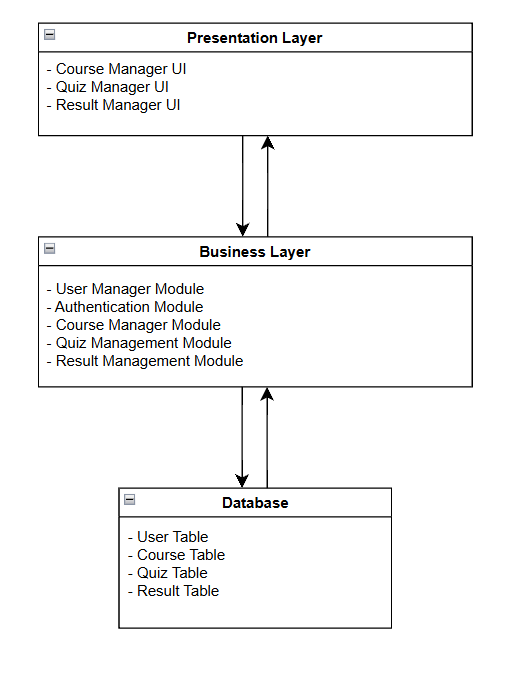 Presentation Layer
- Course Manager UI
- Quiz Manager UI
- Result Manager UI
Business Layer
- User Manager Module
- Authentication Module
- Course Manager Module
- Quiz Management Module
- Result Management Module
Database
- User Table
- Course Table
- Quiz Table
- Result Table